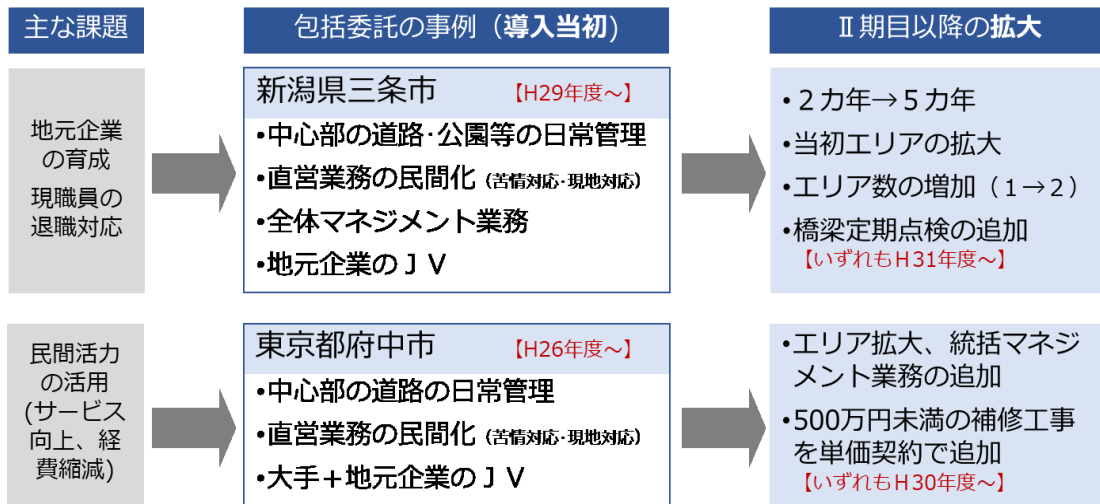 主な課題
包括委託の事例（導入当初)
Ⅱ期目以降の拡大
地元企業
の育成
現職員の
退職対応
新潟県三条市 【H29年度～】
•中心部の道路･公園等の日常管理
•直営業務の民間化（苦情対応･現地対応）
•全体マネジメント業務
•地元企業のＪＶ
•２カ年→５カ年
•当初エリアの拡大
•エリア数の増加（１→２）
•橋梁定期点検の追加
【いずれもＨ31年度～】
民間活力
の活用
(サービス
向上、経
費縮減)
東京都府中市 【H26年度～】
•中心部の道路の日常管理
•直営業務の民間化（苦情対応･現地対応）
•大手＋地元企業のＪＶ
•エリア拡大、統括マネジ
メント業務の追加
•500万円未満の補修工事
を単価契約で追加
【いずれもＨ30年度～】